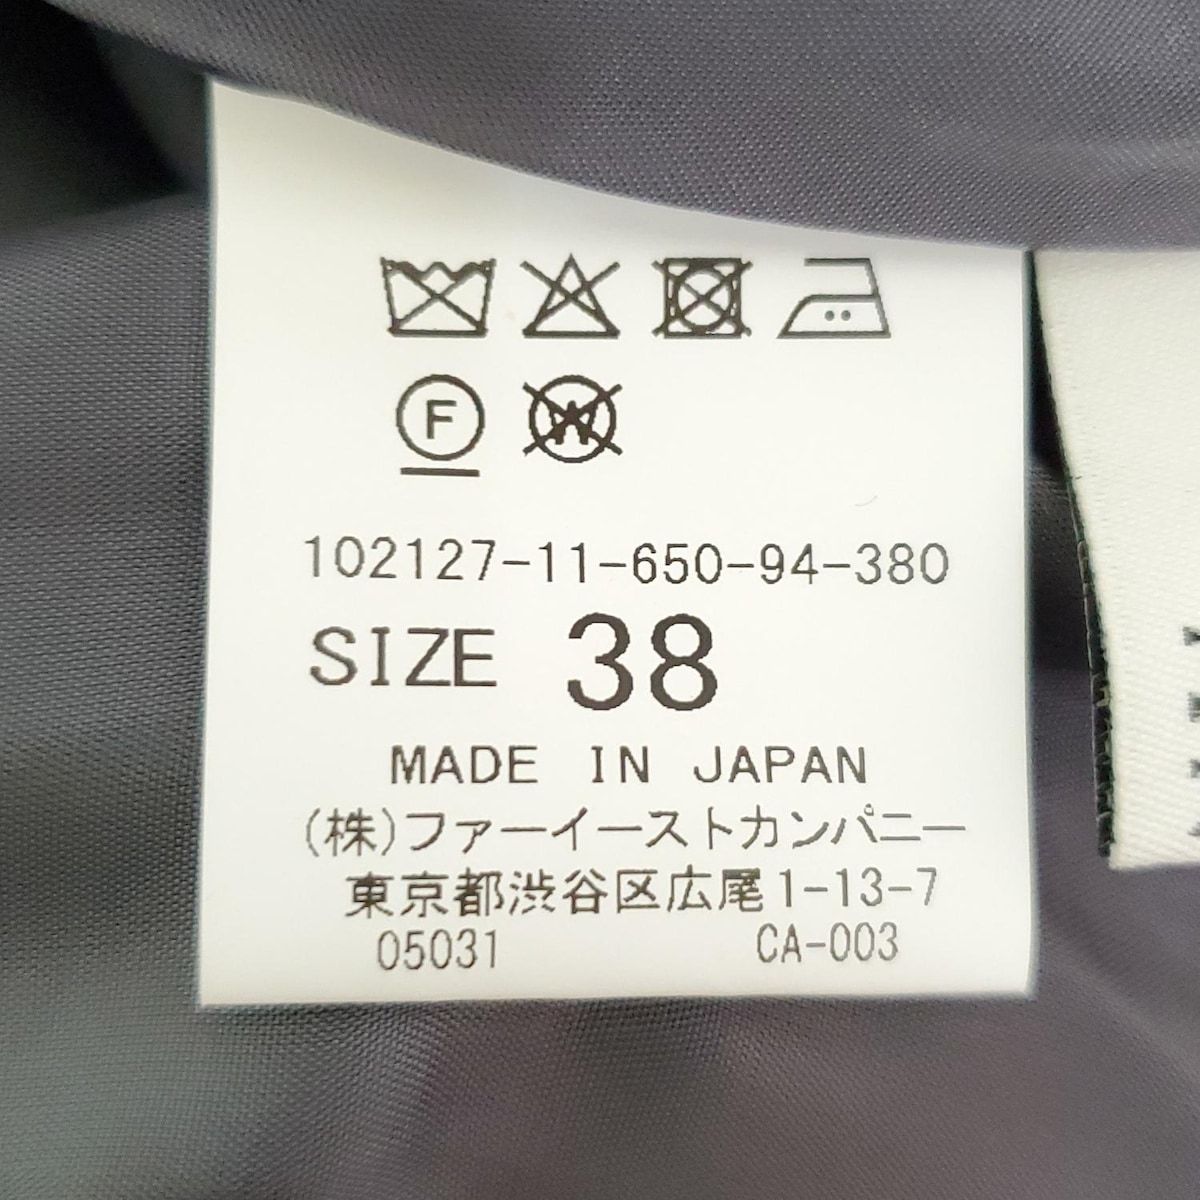 F W
102127-11-650-94-380
SIZE 38
MADE IN JAPAN
(株)ファーイーストカンパニー
東京都渋谷区広尾1-13-7
05031 CA-003